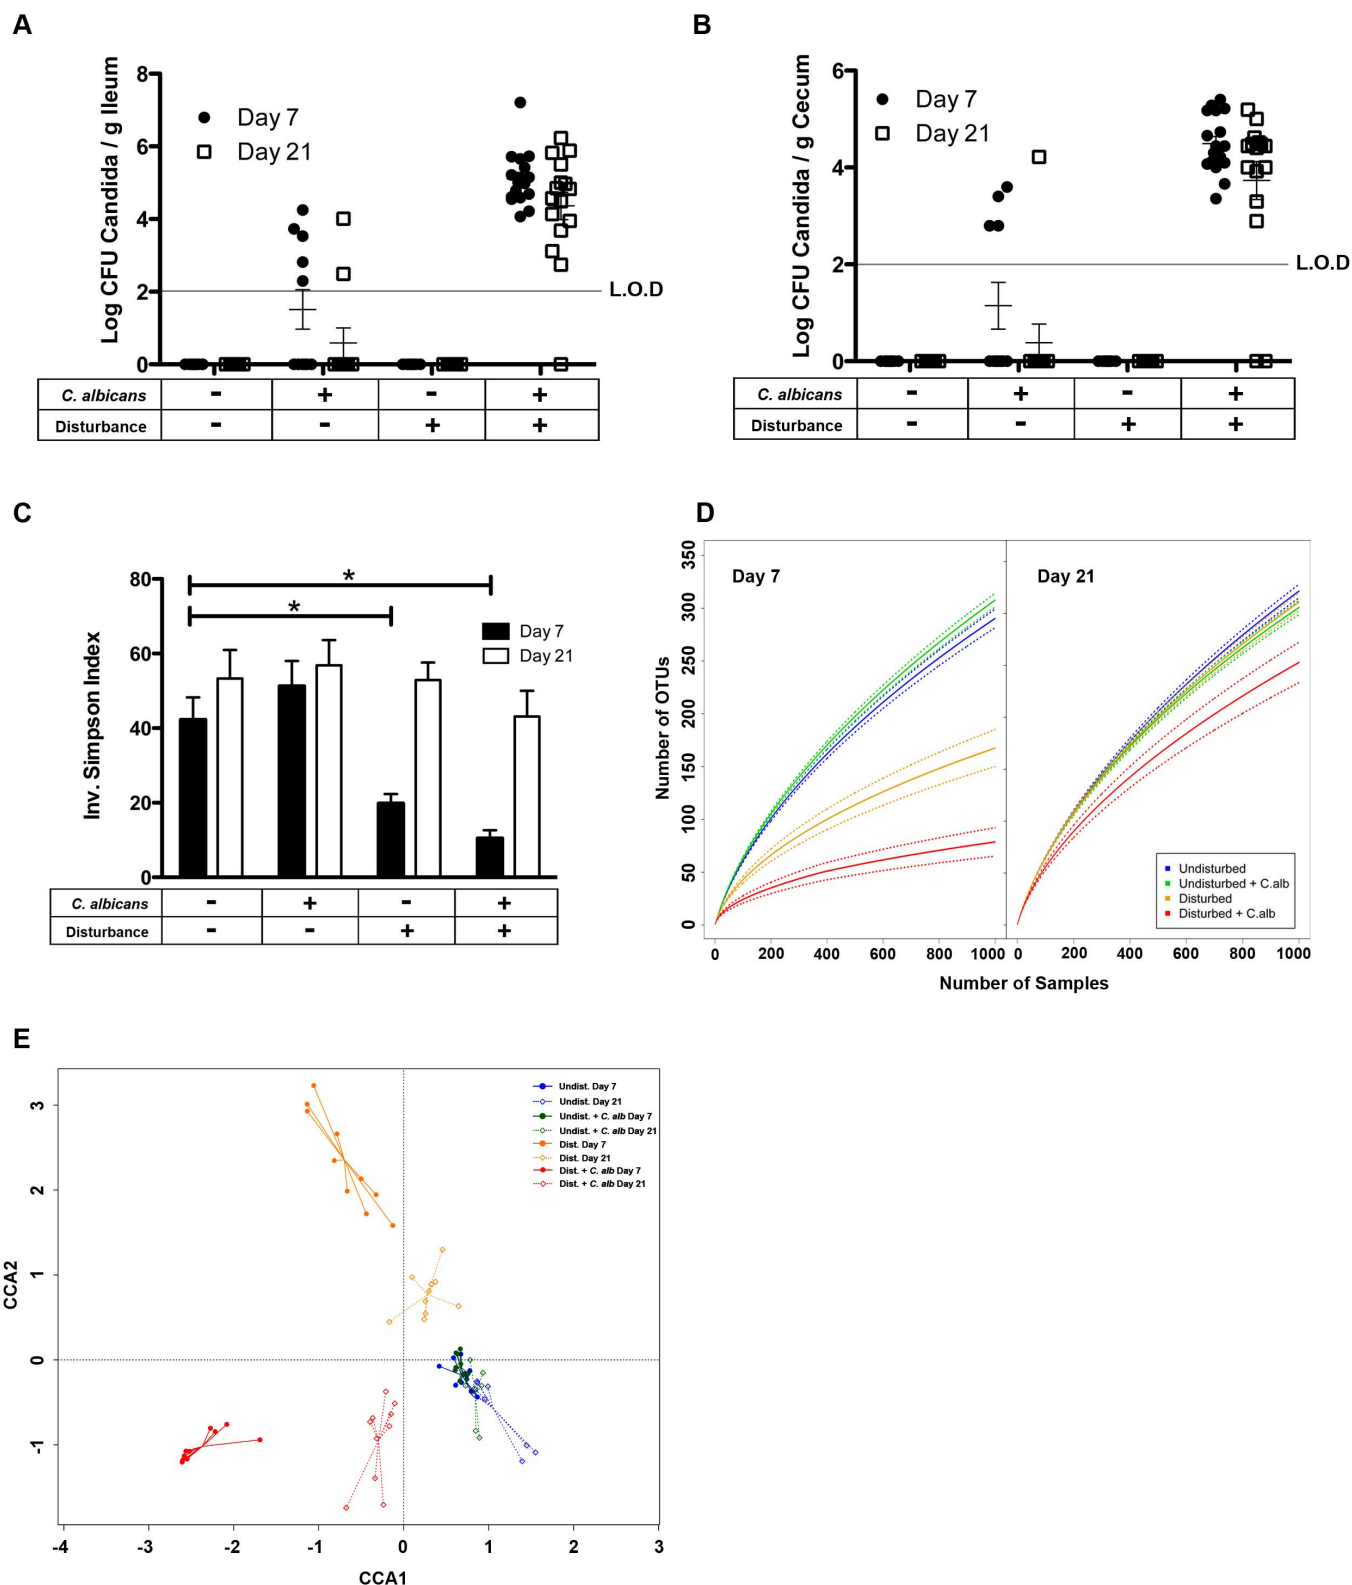 A
Log CFU Candida / g Ileum
8
6
4
2
0
Day 7
Day 21
L.O.D
C. albicans - + - +
Disturbance - - + +
B
Log CFU Candida / g Cecum
6
4
2
0
Day 7
Day 21
L.O.D
C. albicans - + - +
Disturbance - - + +
C
Inv. Simpson Index
80
60
40
20
0
*
*
Day 7
Day 21
C. albicans - + - +
Disturbance - - + +
D
Number of OTUs
350
300
250
200
150
100
50
0
Day 7
Day 21
Undisturbed
Undisturbed + C.alb
Disturbed
Disturbed + C.alb
0 200 400 600 800 1000 0 200 400 600 800 1000
Number of Samples
E
CCA2
3
2
1
0
-1
Undist. Day 7
Undist. Day 21
Undist. + C. alb Day 7
Undist. + C. alb Day 21
Dist. Day 7
Dist. Day 21
Dist. + C. alb Day 7
Dist. + C. alb Day 21
-4 -3 -2 -1 0 1 2 3
CCA1